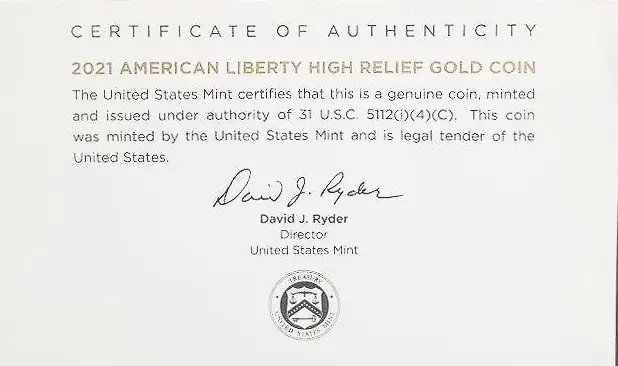 CERTIFICATE OF AUTHENTICITY
2021 AMERICAN LIBERTY HIGH RELIEF GOLD COIN
The United States Mint certifies that this is a genuine coin, minted
and issued under authority of 31 U.S.C. 5112(i)(4)(C). This coin
was minted by the United States Mint and is legal tender of the
United States.
David J. Ryder
David J. Ryder
Director
United States Mint
TREASURY
UNITED STATES MINT